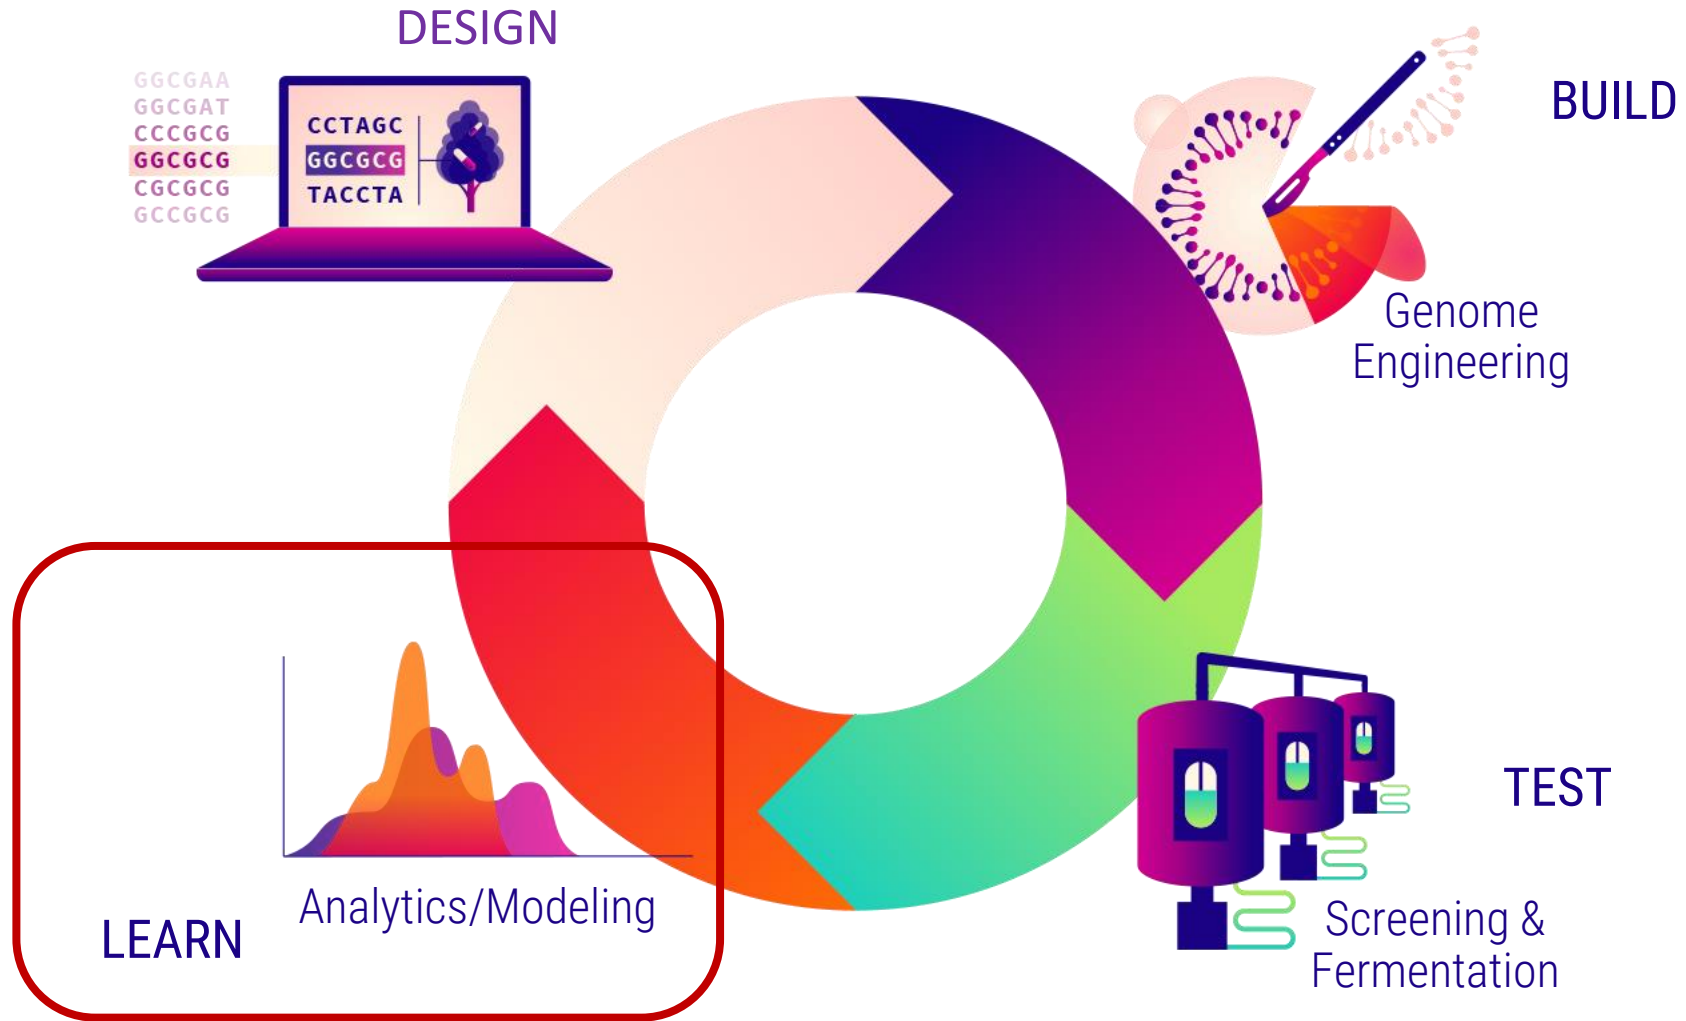 DESIGN
GGCGAA
GGCGAT
CCCGCG
GGCGCG
CGCGCG
GCCGCG
CCTAGC
GGCGCG
TACCTA
BUILD
Genome
Engineering
TEST
Screening &
Fermentation
Analytics/Modeling
LEARN